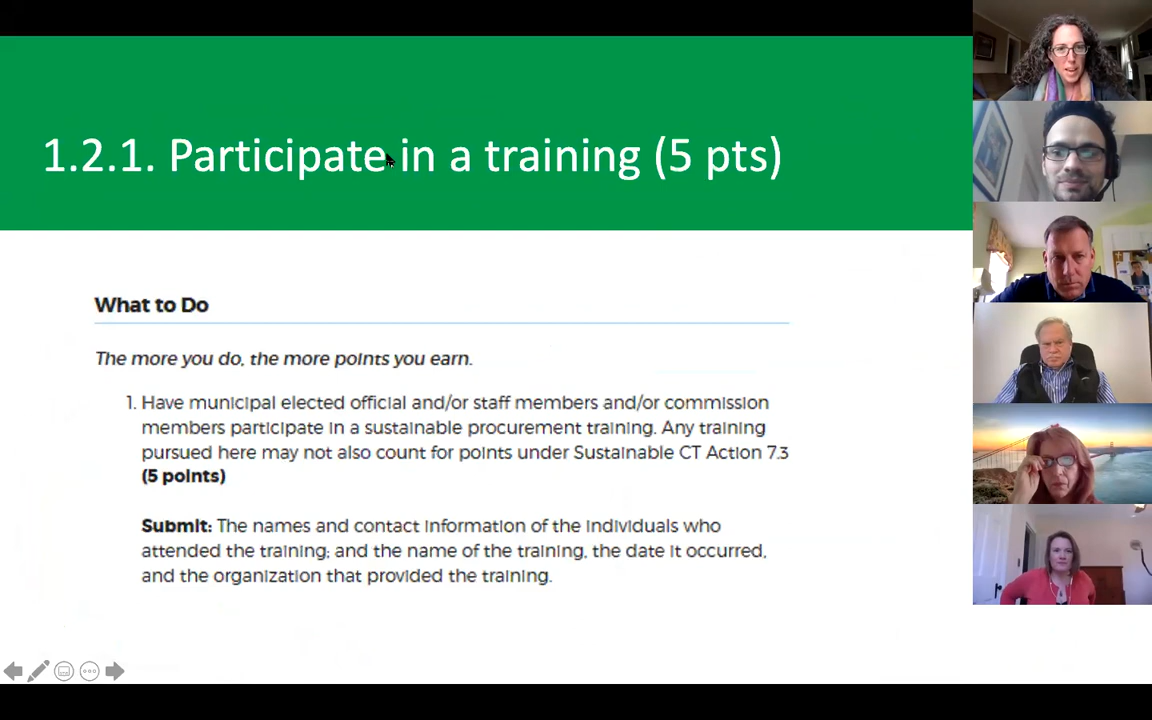 1.2.1. Participate in a training (5 pts)
What to Do
The more you do, the more points you earn.
1. Have municipal elected official and/or staff members and/or commission
members participate in a sustainable procurement training. Any training
pursued here may not also count for points under Sustainable CT Action 7.3
(5 points)
Submit: The names and contact information of the individuals who
attended the training; and the name of the training, the date it occurred,
and the organization that provided the training.